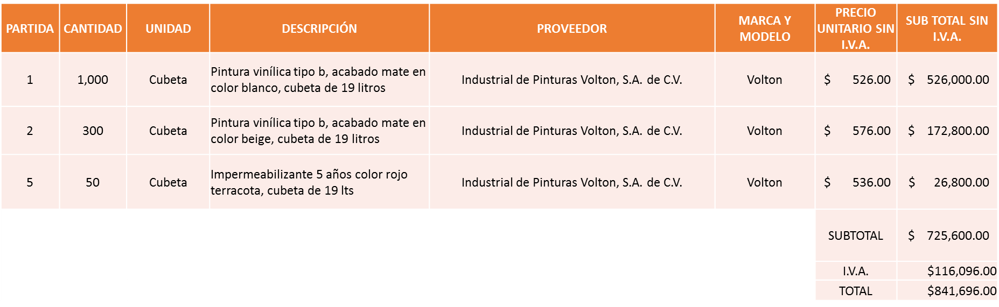 PARTIDA CANTIDAD UNIDAD DESCRIPCIÓN PROVEEDOR MARCA Y MODELO PRECIO UNITARIO SIN I.V.A. SUB TOTAL SIN I.V.A.
1 1,000 Cubeta Pintura vinílica tipo b, acabado mate en color blanco, cubeta de 19 litros Industrial de Pinturas Volton, S.A. de C.V. Volton $ 526.00 $ 526,000.00
2 300 Cubeta Pintura vinílica tipo b, acabado mate en color beige, cubeta de 19 litros Industrial de Pinturas Volton, S.A. de C.V. Volton $ 576.00 $ 172,800.00
5 50 Cubeta Impermeabilizante 5 años color rojo terracota, cubeta de 19 lts Industrial de Pinturas Volton, S.A. de C.V. Volton $ 536.00 $ 26,800.00
SUBTOTAL $ 725,600.00
I.V.A. $116,096.00
TOTAL $841,696.00